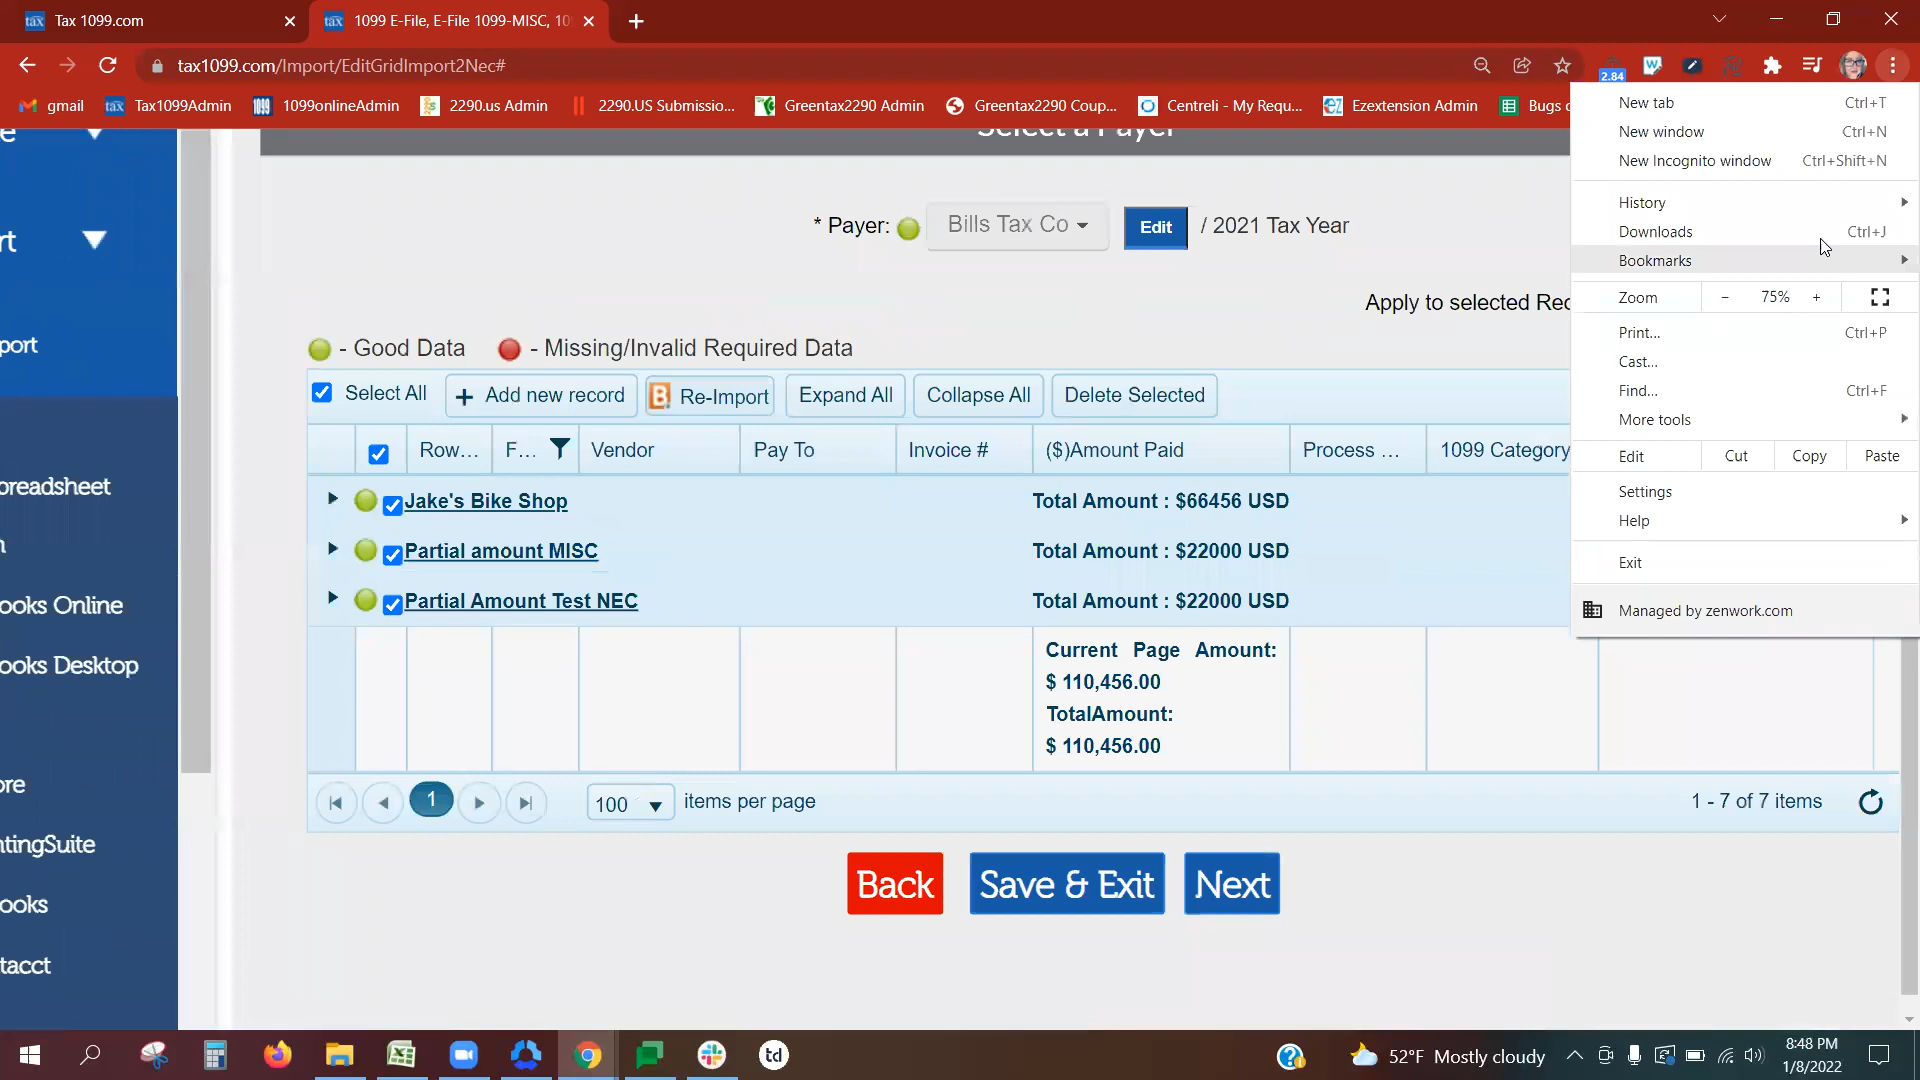 Tax 1099.com
1099 E-File, E-File 1099-MISC, 10
tax1099.com/Import/EditGridImport2Nec#
2.84
gmail Tax1099Admin 1099onlineAdmin 2290.us Admin 2290.US Submissio... Greentax2290 Admin Greentax2290 Coup... Centreli - My Requ... Ezextension Admin Bugs
New tab Ctrl+T
New window Ctrl+N
New Incognito window Ctrl+Shift+N
History
Downloads Ctrl+J
Bookmarks
Zoom - 75% +
Print... Ctrl+P
Cast...
Find... Ctrl+F
More tools
Edit Cut Copy Paste
Settings
Help
Exit
Managed by zenwork.com
Select a Payer
* Payer: Bills Tax Co Edit / 2021 Tax Year
Apply to selected Rec
- Good Data - Missing/Invalid Required Data
Select All + Add new record Re-Import Expand All Collapse All Delete Selected
Row... F... Vendor Pay To Invoice # ($)Amount Paid Process ... 1099 Category
Jake's Bike Shop Total Amount : $66456 USD
Partial amount MISC Total Amount : $22000 USD
Partial Amount Test NEC Total Amount : $22000 USD
Current Page Amount:
$ 110,456.00
TotalAmount:
$ 110,456.00
1 100 items per page 1 - 7 of 7 items
Back Save & Exit Next
rt
port
oreadsheet
n
ooks Online
ooks Desktop
ore
ntingSuite
ooks
tacct
td
52°F Mostly cloudy
8:48 PM
1/8/2022